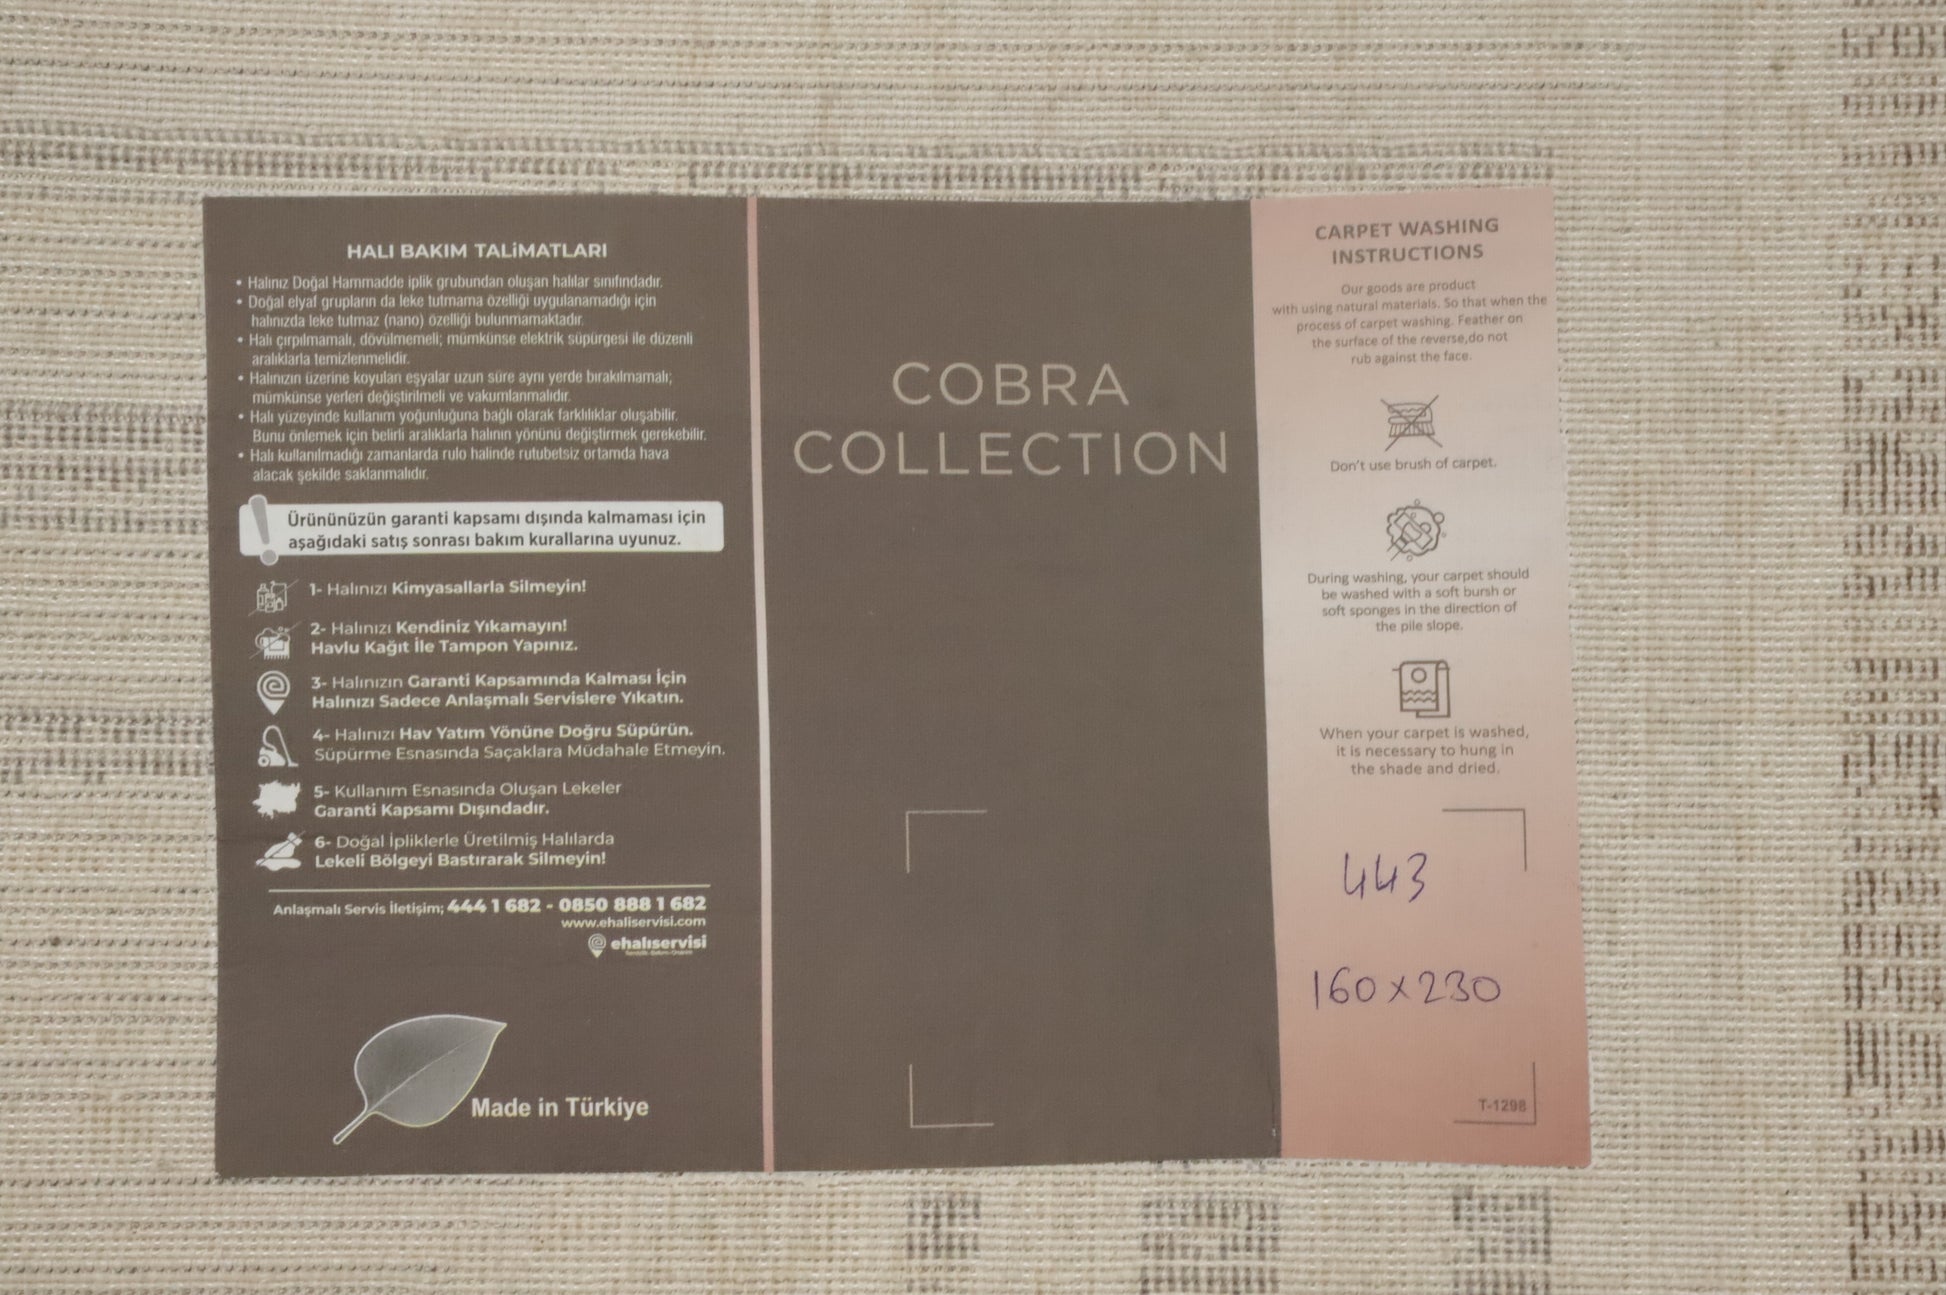 HALI BAKIM TALiMATLARI
• Halınız Doğal Hammadde iplik grubundan oluşan halılar sınıfındadır.
• Doğal elyaf grupların da leke tutmama özelliği uygulanamadığı için
halınızda leke tutmaz (nano) özelliği bulunmamaktadır.
• Halı çırpılmamalı, dövülmemeli; mümkünse elektrik süpürgesi ile düzenli
aralıklarla temizlenmelidir.
• Halınızın üzerine koyulan eşyalar uzun süre aynı yerde bırakılmamalı;
mümkünse yerleri değiştirilmeli ve vakumlanmalıdır.
• Halı yüzeyinde kullanım yoğunluğuna bağlı olarak farklılıklar oluşabilir.
Bunu önlemek için belirli aralıklarla halının yönünü değiştirmek gerekebilir.
• Halı kullanılmadığı zamanlarda rulo halinde rutubetsiz ortamda hava
alacak şekilde saklanmalıdır.
Ürününüzün garanti kapsamı dışında kalmaması için
aşağıdaki satış sonrası bakım kurallarına uyunuz.
1- Halınızı Kimyasallarla Silmeyin!
2- Halınızı Kendiniz Yıkamayın!
Havlu Kağıt İle Tampon Yapınız.
3- Halınızın Garanti Kapsamında Kalması İçin
Halınızı Sadece Anlaşmalı Servislere Yıkatın.
4- Halınızı Hav Yatım Yönüne Doğru Süpürün.
Süpürme Esnasında Saçaklara Müdahale Etmeyin.
5- Kullanım Esnasında Oluşan Lekeler
Garanti Kapsamı Dışındadır.
6- Doğal İpliklerle Üretilmiş Halılarda
Lekeli Bölgeyi Bastırarak Silmeyin!
Anlaşmalı Servis İletişim; 444 1 682 - 0850 888 1 682
www.ehaliservisi.com
ehalıservisi
Made in Türkiye
COBRA
COLLECTION
CARPET WASHING
INSTRUCTIONS
Our goods are product
with using natural materials. So that when the
process of carpet washing. Feather on
the surface of the reverse,do not
rub against the face.
Don't use brush of carpet.
During washing, your carpet should
be washed with a soft bursh or
soft sponges in the direction of
the pile slope.
When your carpet is washed,
it is necessary to hung in
the shade and dried.
443
160x230
T-1298